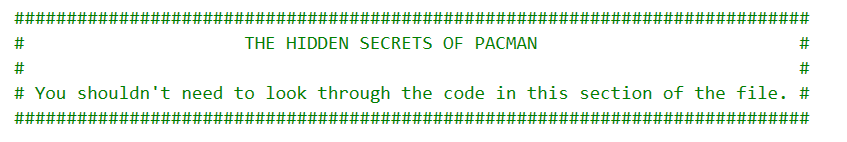 ############################################################################
#                     THE HIDDEN SECRETS OF PACMAN                         #
#                                                                          #
# You shouldn't need to look through the code in this section of the file. #
############################################################################